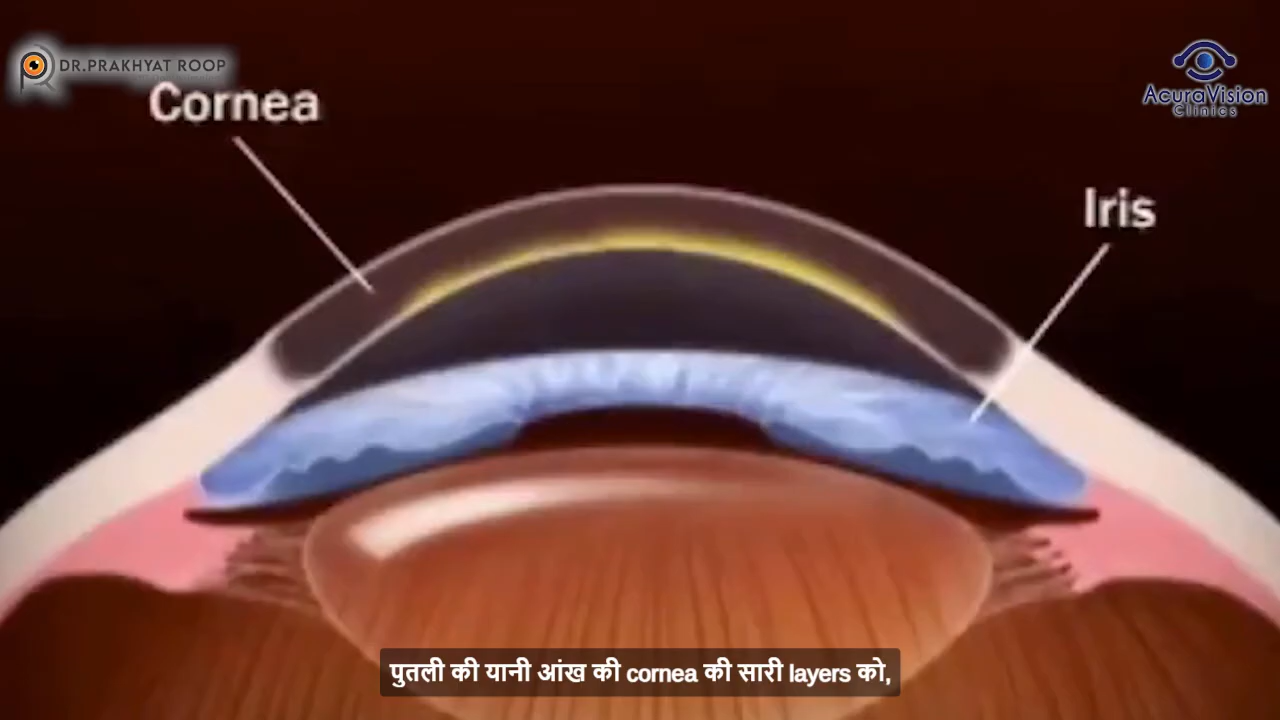 DR.PRAKHYAT ROOP
Cornea
AcuraVision
Clinics
Iris
पुतली की यानी आंख की cornea की सारी layers को,